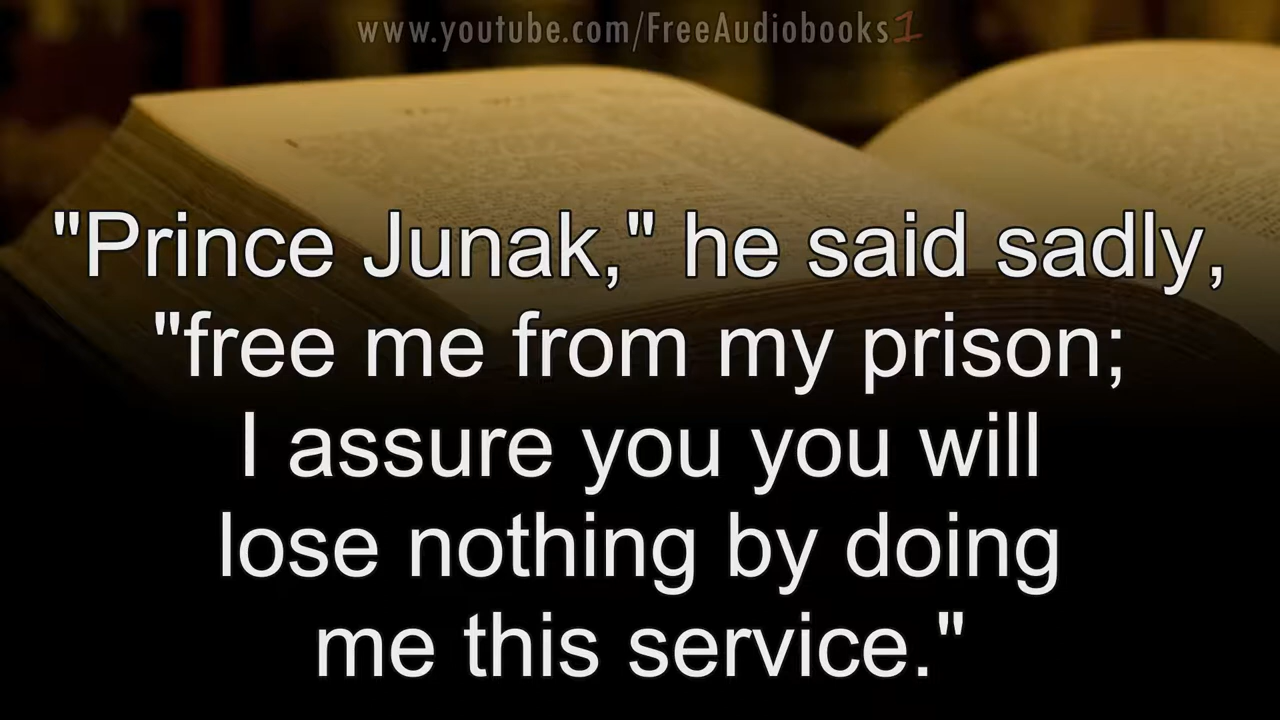 www.youtube.com/FreeAudiobooks1
"Prince Junak," he said sadly,
"free me from my prison;
I assure you you will
lose nothing by doing
me this service."